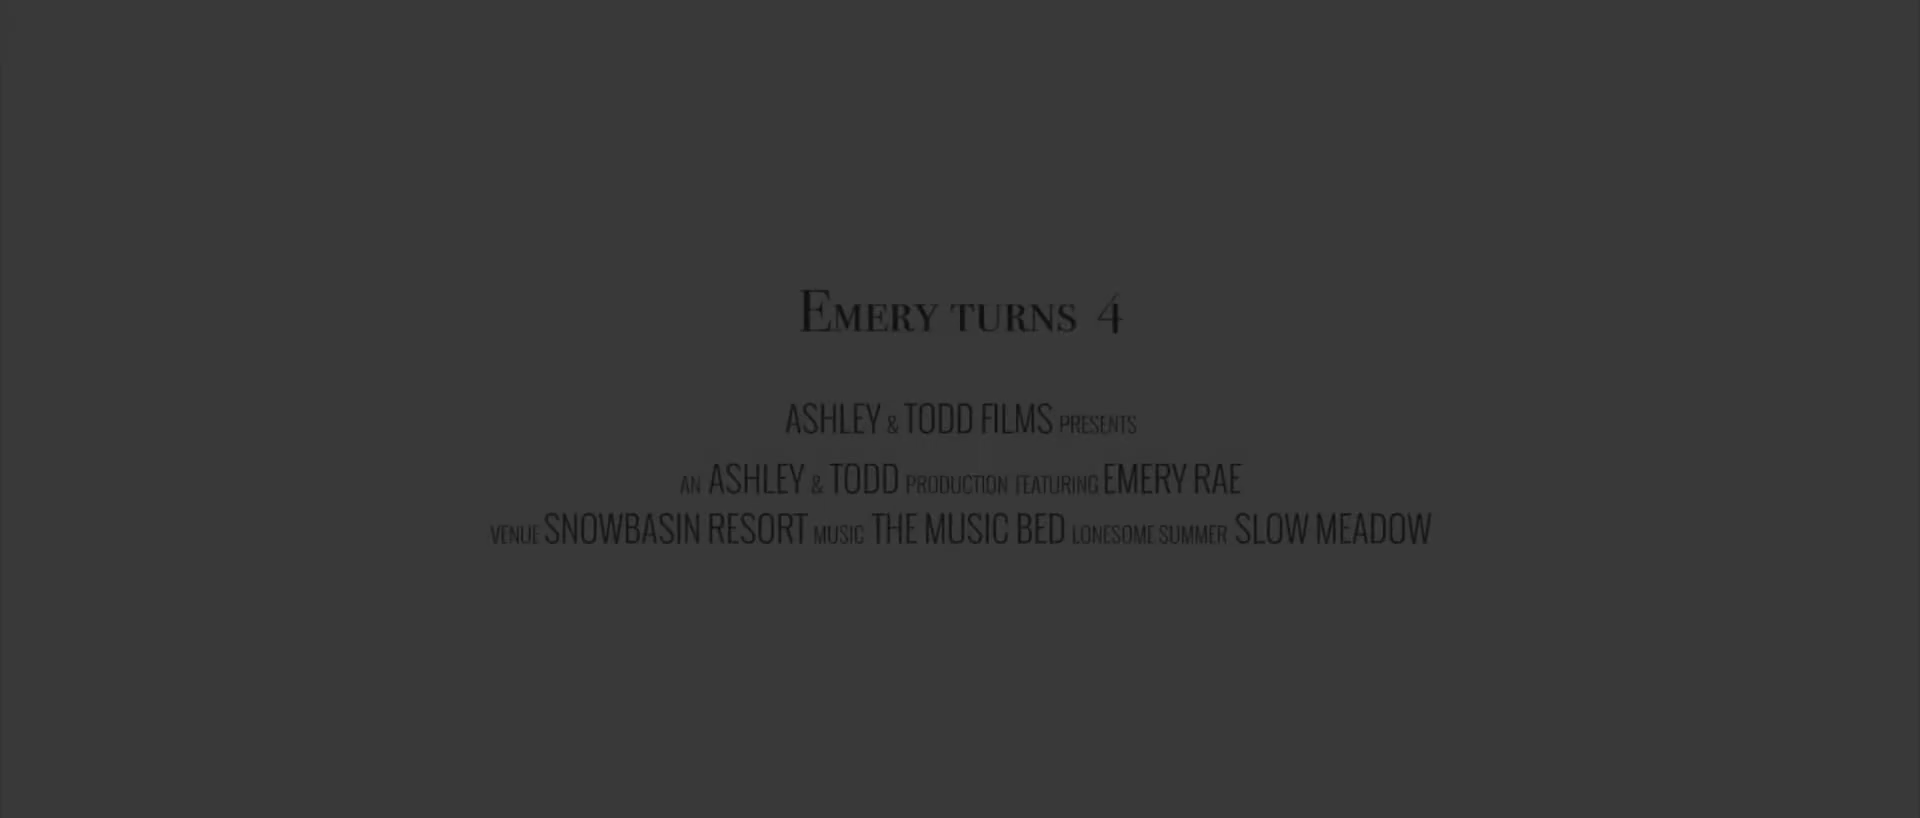 Emery turns 4
ASHLEY & TODD FILMS PRESENTS
AN ASHLEY & TODD PRODUCTION FEATURING EMERY RAE
VENUE SNOWBASIN RESORT MUSIC THE MUSIC BED LONESOME SUMMER SLOW MEADOW